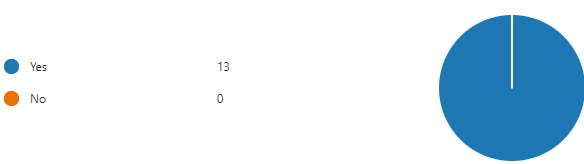 Yes 13
No 0